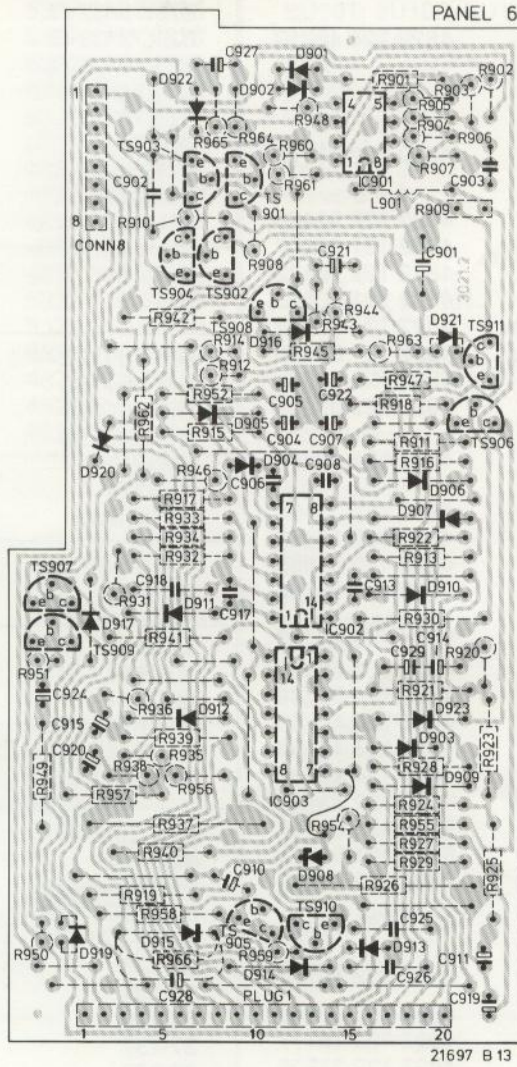 PANEL 6
C927 D901
D922 D902 R901 R903 R902
1 R948 4 5 R905
TS903 R965 R964 R904 R906
e e R960
b b 1 8 R907
C902 c c R961 IC901 C903
TS 901 L901
R910 R909
8 c c
CONN8 b b R908 C921 C901
e e
TS904 TS902 b 3021.2
e c R944
R942 TS908 R943 D921 TS911
R914 D916 R945 R963 c
R912 b
C922 R947 e
R952 C905 R918
R962 D905 b
R915 C904 C907 R911 e c
D904 TS906
D920 R946 C908 R916
C906 D906
R917 7 8 D907
R933
R934 R922
R932 R913
TS907 C918 C913 D910
b R931 D911 1 14
e c C917 R930
b D917 IC902 C914
e c R941 C929 R920
R951 TS909 1
14 R921
C924 R936 D912 D923
C915 R939 D903 R923
C920 R935 R928
R949 R938 8 7 D909
R956
R957 IC903 R924
R937 R954 R955
R927
R940 D908 R929
C910 R926 R925
R919
R958 b TS910 C925
TS 905 e c c e
D915 b D913
R950 D919 R966 R959 C911
D914 C926
C928 PLUG1 C919
1 5 10 15 20
21697 B 13